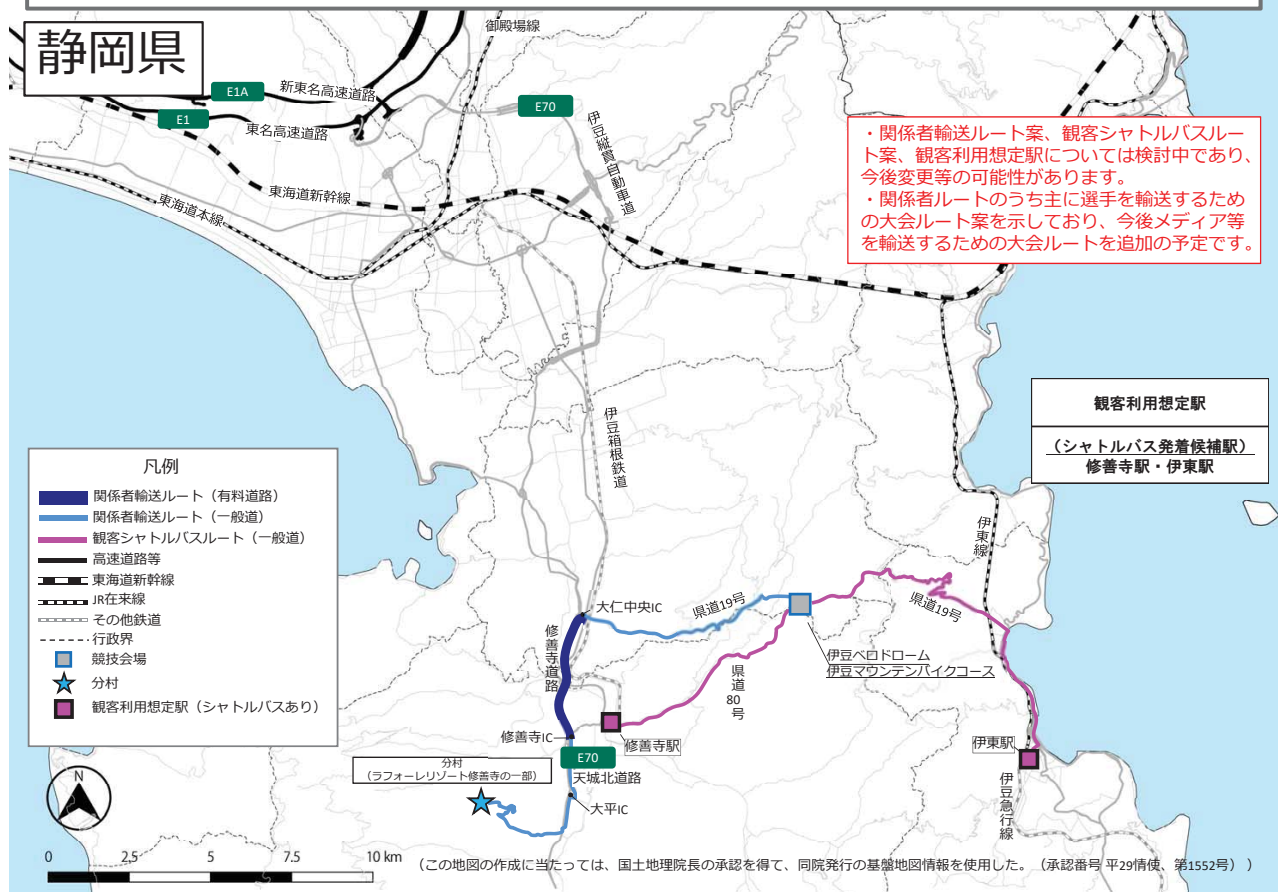 静岡県
御殿場線
E1A
新東名高速道路
E1
東名高速道路
E70
伊豆縦貫自動車道
東海道新幹線
東海道本線
・関係者輸送ルート案、観客シャトルバスルー
ト案、観客利用想定駅については検討中であり、
今後変更等の可能性があります。
・関係者ルートのうち主に選手を輸送するため
の大会ルート案を示しており、今後メディア等
を輸送するための大会ルートを追加の予定です。
観客利用想定駅
（シャトルバス発着候補駅）
修善寺駅・伊東駅
伊豆箱根鉄道
伊東線
凡例
関係者輸送ルート（有料道路）
関係者輸送ルート（一般道）
観客シャトルバスルート（一般道）
高速道路等
東海道新幹線
JR在来線
その他鉄道
行政界
競技会場
分村
観客利用想定駅（シャトルバスあり）
大仁中央IC
県道19号
県道19号
修善寺道路
伊豆ベロドローム
伊豆マウンテンバイクコース
県道80号
修善寺IC
修善寺駅
伊東駅
E70
天城北道路
分村
（ラフォーレリゾート修善寺の一部）
大平IC
伊豆急行線
N
0 2.5 5 7.5 10 km
（この地図の作成に当たっては、国土地理院長の承認を得て、同院発行の基盤地図情報を使用した。（承認番号 平29情使、第1552号））